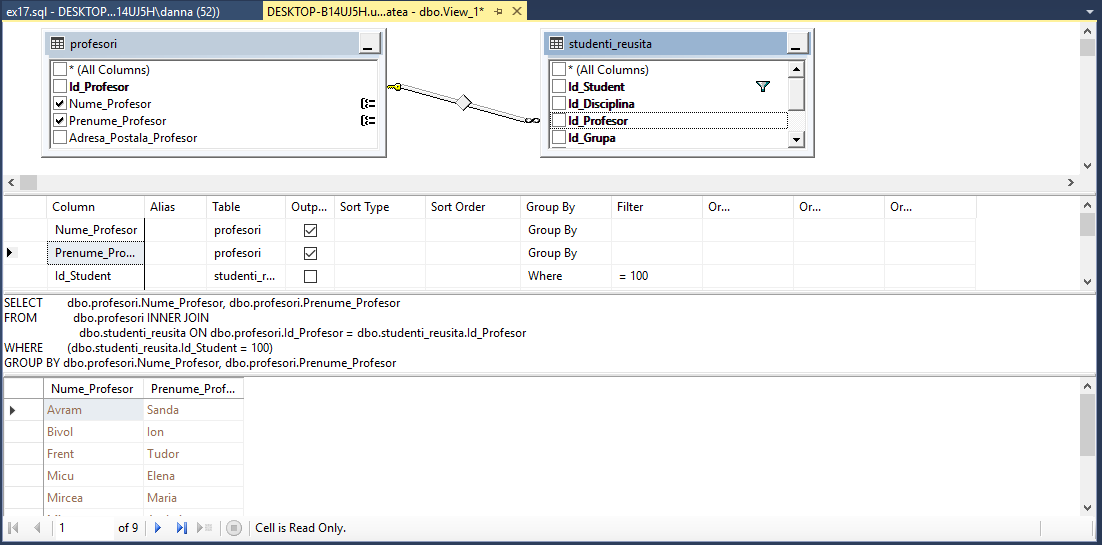 ex17.sql - DESKTOP...14UJ5H\danna (52))
DESKTOP-B14UJ5H.u...atea - dbo.View_1*
profesori
* (All Columns)
Id_Profesor
Nume_Profesor
Prenume_Profesor
Adresa_Postala_Profesor
studenti_reusita
* (All Columns)
Id_Student
Id_Disciplina
Id_Profesor
Id_Grupa
Column Alias Table Outp... Sort Type Sort Order Group By Filter Or... Or... Or...
Nume_Profesor profesori Group By
Prenume_Pro... profesori Group By
Id_Student studenti_r... Where = 100
SELECT dbo.profesori.Nume_Profesor, dbo.profesori.Prenume_Profesor
FROM dbo.profesori INNER JOIN
dbo.studenti_reusita ON dbo.profesori.Id_Profesor = dbo.studenti_reusita.Id_Profesor
WHERE (dbo.studenti_reusita.Id_Student = 100)
GROUP BY dbo.profesori.Nume_Profesor, dbo.profesori.Prenume_Profesor
Nume_Profesor Prenume_Prof...
Avram Sanda
Bivol Ion
Frent Tudor
Micu Elena
Mircea Maria
1 of 9 Cell is Read Only.